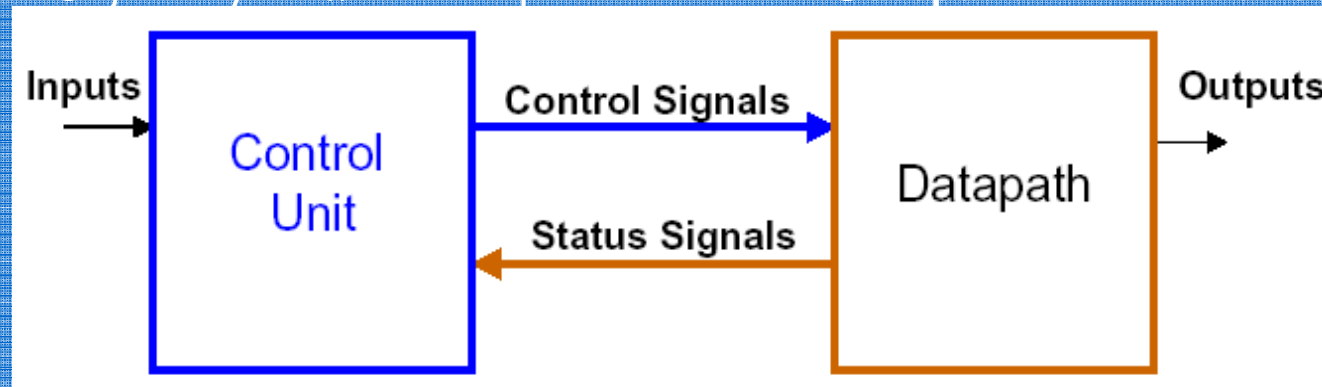 Inputs
Control Signals
Outputs
Control
Unit
Datapath
Status Signals